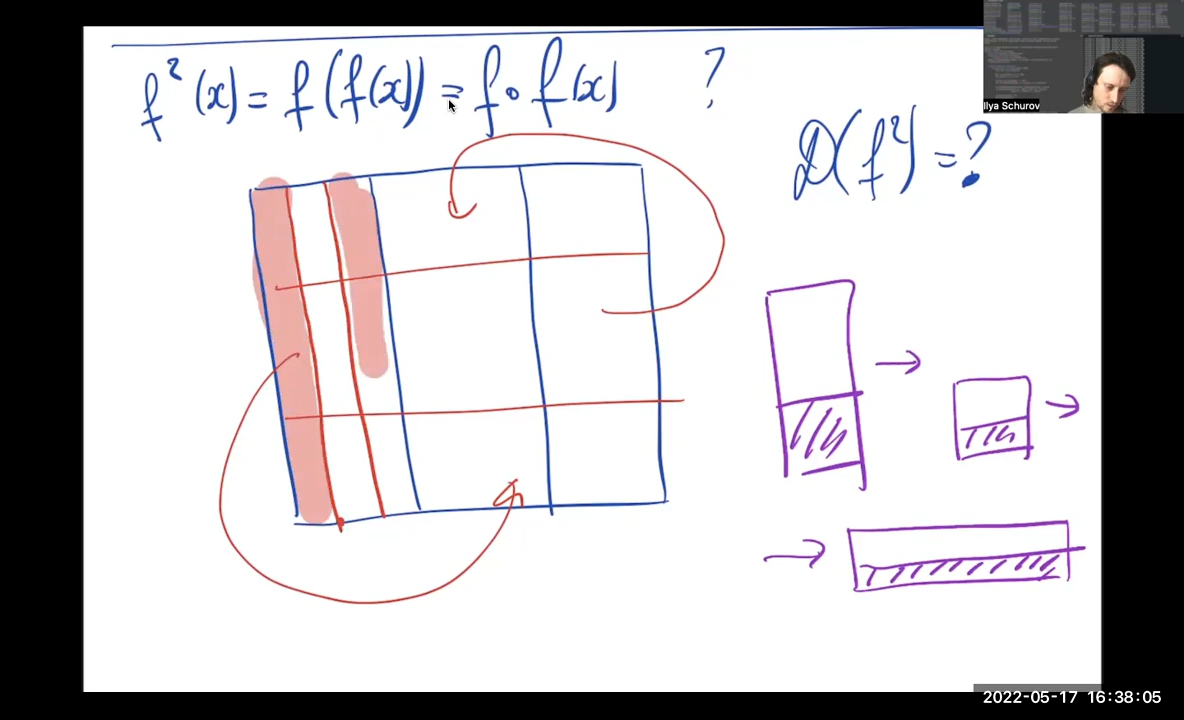 f²(x) = f(f(x)) = f∘f(x) ?
D(f²) = ?
Ilya Schurov
2022-05-17 16:38:05